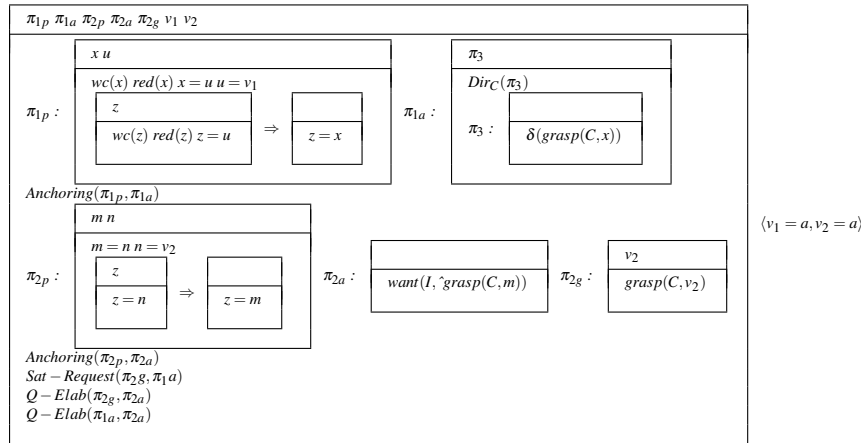 π1p π1a π2p π2a π2g v1 v2
x u
wc(x) red(x) x = u u = v1
z
wc(z) red(z) z = u
⇒
z = x
π1p :
π1a :
π3
DirC(π3)
π3 :
δ(grasp(C,x))
Anchoring(π1p,π1a)
m n
m = n n = v2
z
z = n
⇒
z = m
π2p :
π2a :
want(I,ˆgrasp(C,m))
π2g :
v2
grasp(C,v2)
⟨v1 = a,v2 = a⟩
Anchoring(π2p,π2a)
Sat − Request(π2g,π1a)
Q − Elab(π2g,π2a)
Q − Elab(π1a,π2a)